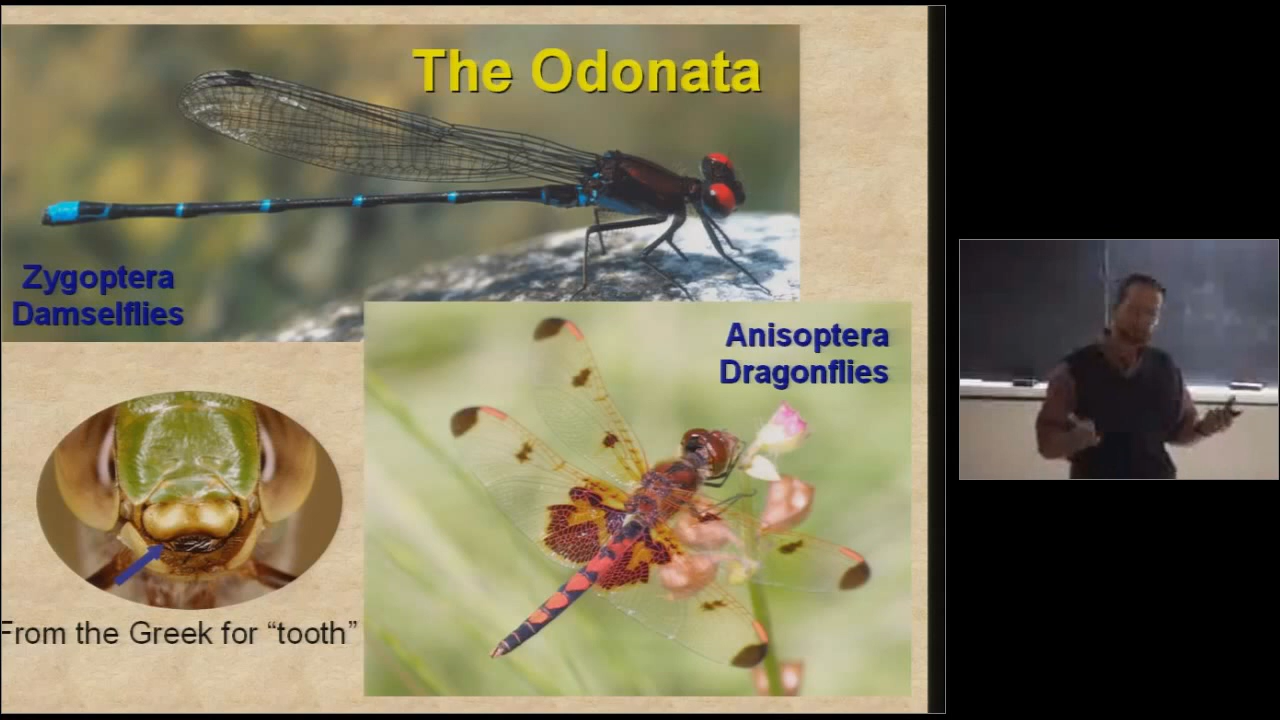 The Odonata
Zygoptera
Damselflies
Anisoptera
Dragonflies
From the Greek for “tooth”